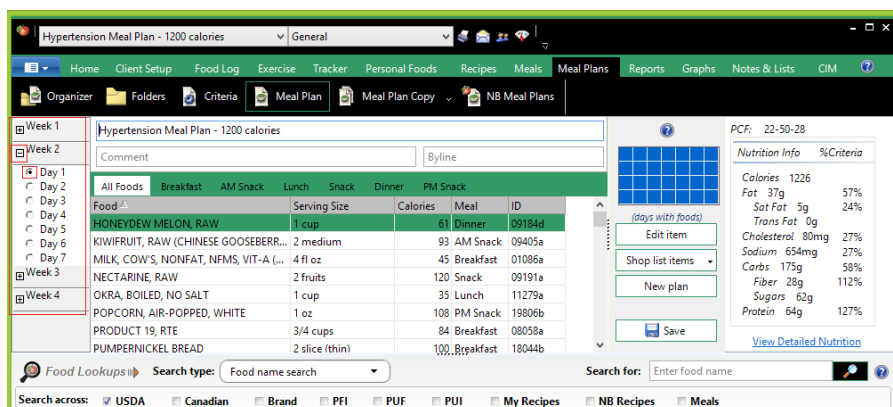 Hypertension Meal Plan - 1200 calories General
Home Client Setup Food Log Exercise Tracker Personal Foods Recipes Meals Meal Plans Reports Graphs Notes & Lists CIM
Organizer Folders Criteria Meal Plan Meal Plan Copy NB Meal Plans
Week 1
Week 2
Day 1
Day 2
Day 3
Day 4
Day 5
Day 6
Day 7
Week 3
Week 4
Hypertension Meal Plan - 1200 calories
Comment Byline
All Foods Breakfast AM Snack Lunch Snack Dinner PM Snack
Food Serving Size Calories Meal ID
HONEYDEW MELON, RAW 1 cup 61 Dinner 09184d
KIWIFRUIT, RAW (CHINESE GOOSEBERR... 2 medium 93 AM Snack 09405a
MILK, COW'S, NONFAT, NFMS, VIT-A (... 4 fl oz 45 Breakfast 01086a
NECTARINE, RAW 2 fruits 120 Snack 09191a
OKRA, BOILED, NO SALT 1 cup 35 Lunch 11279a
POPCORN, AIR-POPPED, WHITE 1 oz 108 PM Snack 19806b
PRODUCT 19, RTE 3/4 cups 84 Breakfast 08058a
PUMPERNICKEL BREAD 2 slice (thin) 100 Breakfast 18044b
(days with foods)
Edit item
Shop list items
New plan
Save
PCF: 22-50-28
Nutrition Info %Criteria
Calories 1226
Fat 37g 57%
Sat Fat 5g 24%
Trans Fat 0g
Cholesterol 80mg 27%
Sodium 654mg 27%
Carbs 175g 58%
Fiber 28g 112%
Sugars 62g
Protein 64g 127%
View Detailed Nutrition
Food Lookups Search type: Food name search Search for: Enter food name
Search across: USDA Canadian Brand PFI PUF PUI My Recipes NB Recipes Meals